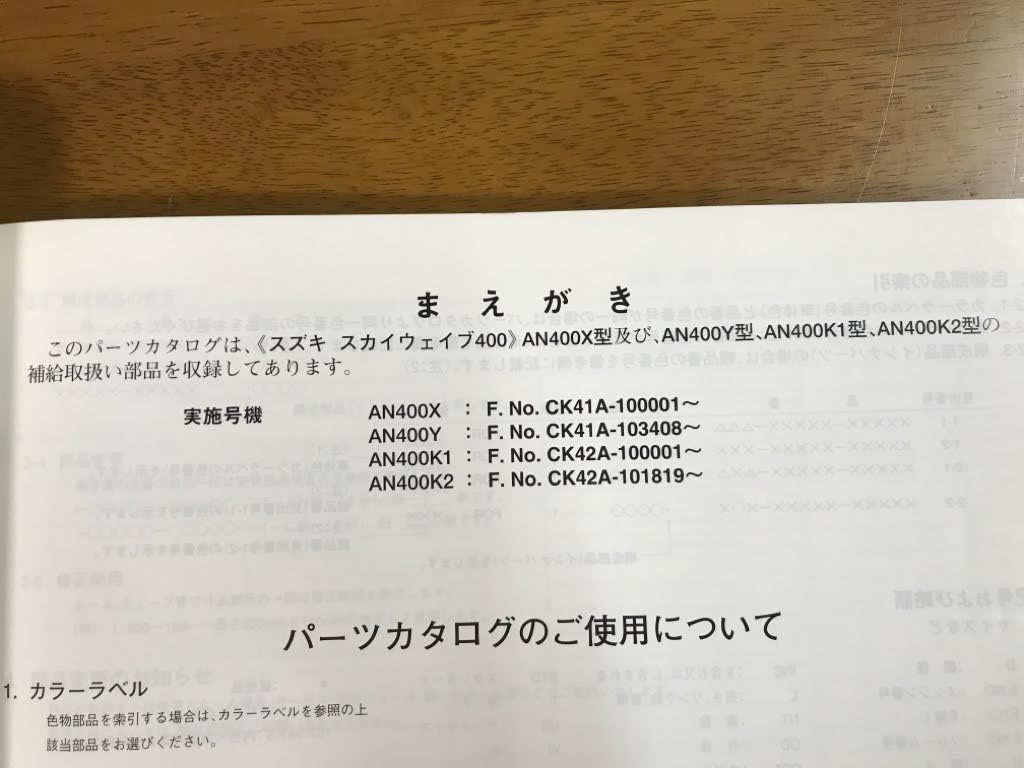 まえがき
このパーツカタログは、《スズキ スカイウェイブ400》AN400X型及び、AN400Y型、AN400K1型、AN400K2型の
補給取扱い部品を収録してあります。
実施号機 AN400X : F. No. CK41A-100001～
AN400Y : F. No. CK41A-103408～
AN400K1 : F. No. CK42A-100001～
AN400K2 : F. No. CK42A-101819～
パーツカタログのご使用について
1. カラーラベル
色物部品を索引する場合は、カラーラベルを参照の上
該当部品をお選びください。